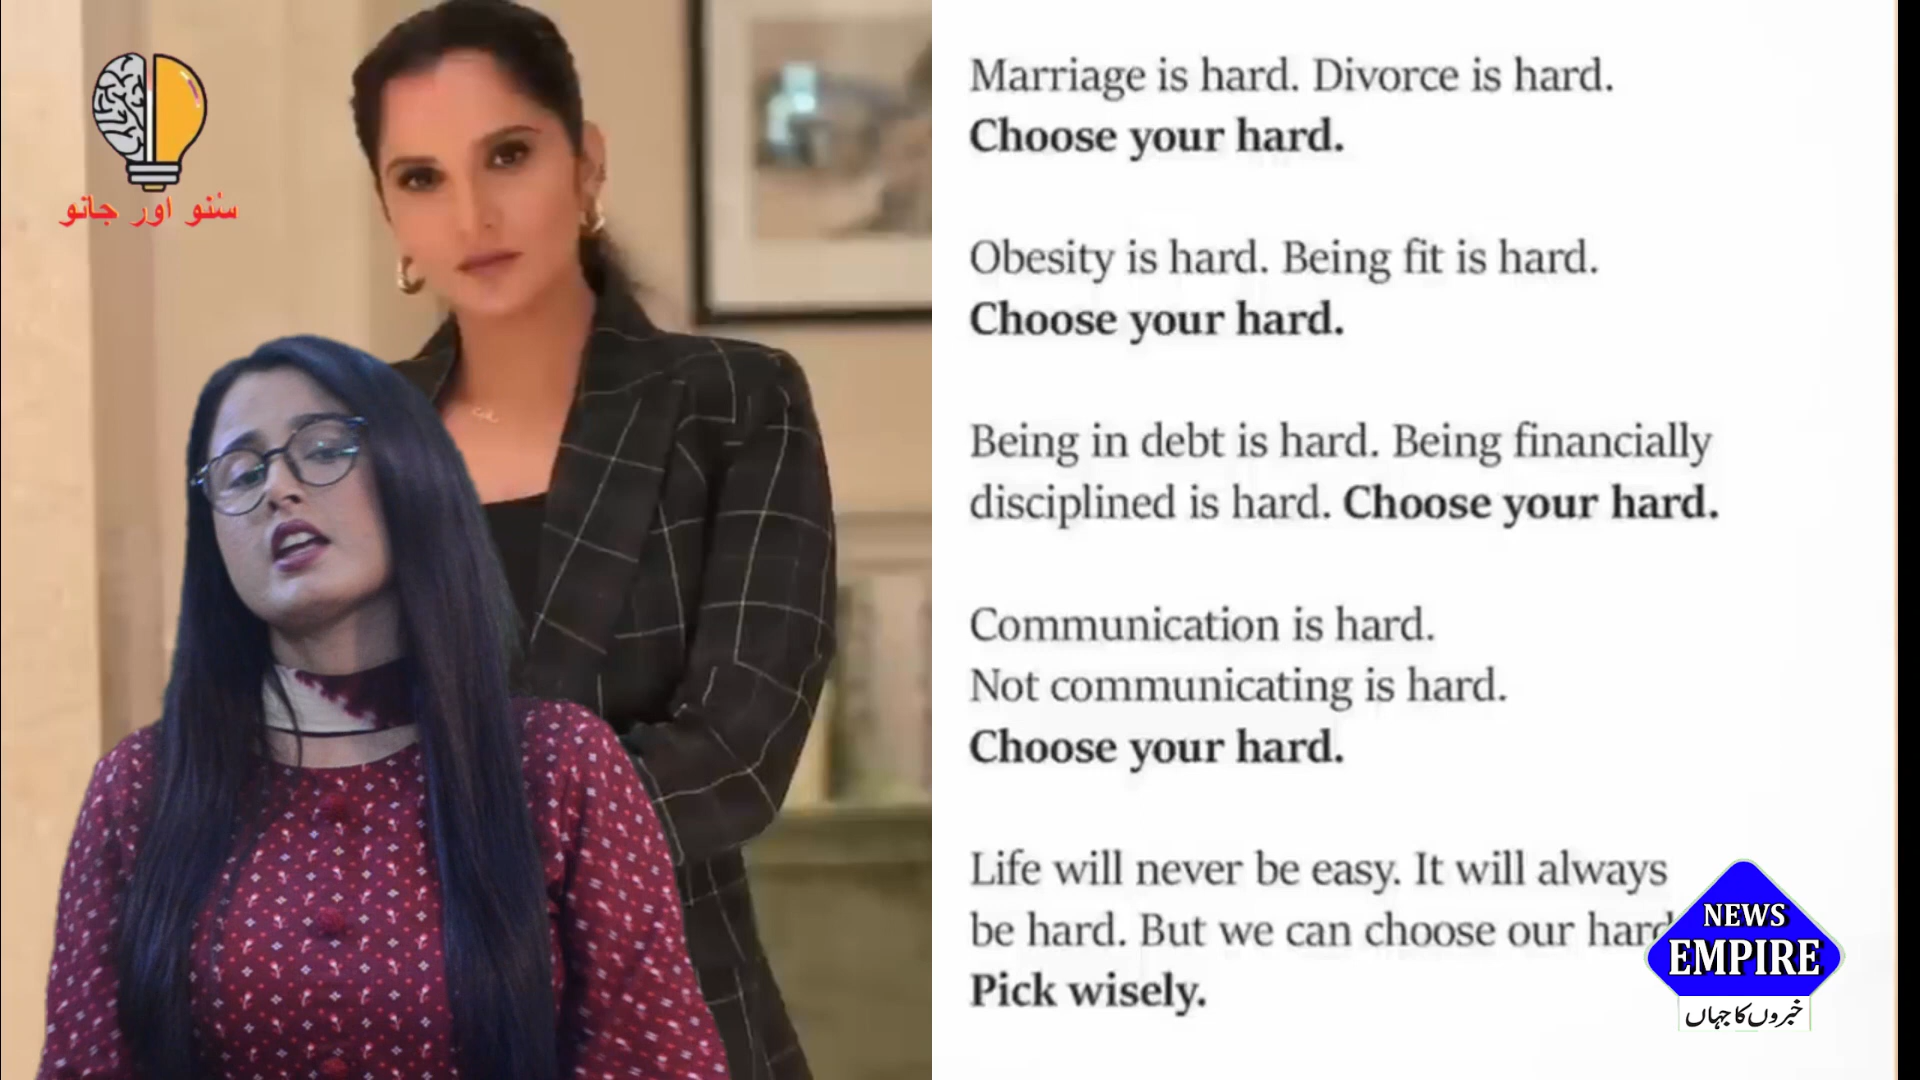 سنو اور جانو
Marriage is hard. Divorce is hard.
Choose your hard.
Obesity is hard. Being fit is hard.
Choose your hard.
Being in debt is hard. Being financially
disciplined is hard. Choose your hard.
Communication is hard.
Not communicating is hard.
Choose your hard.
Life will never be easy. It will always
be hard. But we can choose our hard
Pick wisely.
NEWS
EMPIRE
خبروں کا جہاں